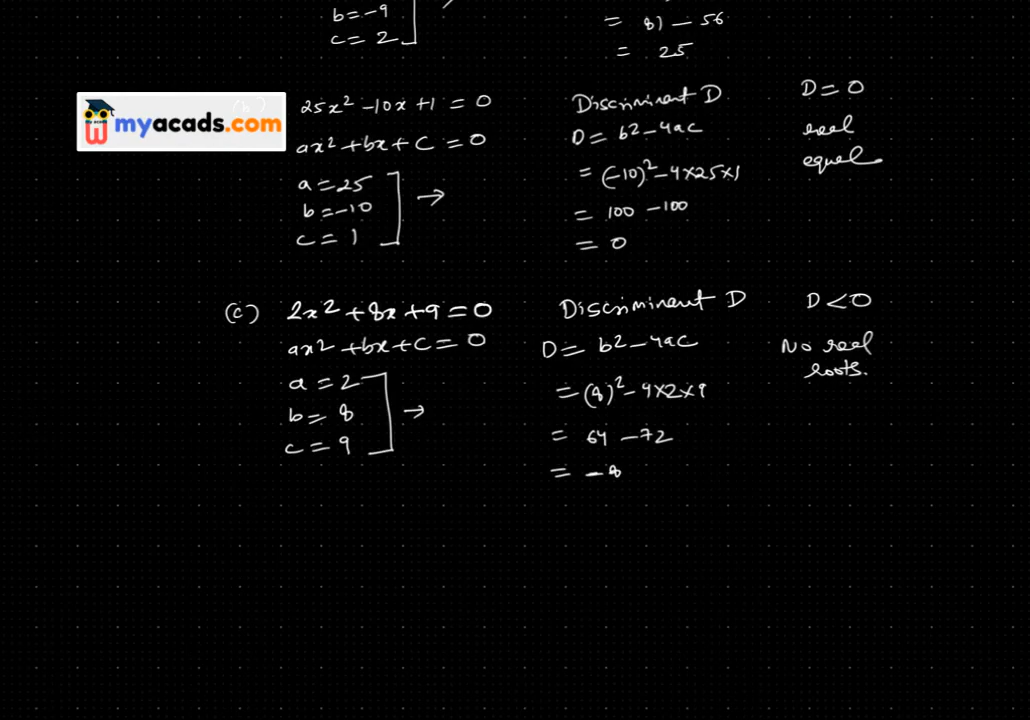 b = -9
c = 2
= 81 - 56
= 25
myacads.com
25x² - 10x + 1 = 0
ax² + bx + c = 0
a = 25
b = -10
c = 1
→
Discriminant D
D = b² - 4ac
= (-10)² - 4×25×1
= 100 - 100
= 0
D = 0
real
equal
(c) 2x² + 8x + 9 = 0
ax² + bx + c = 0
a = 2
b = 8
c = 9
→
Discriminant D
D = b² - 4ac
= (8)² - 4×2×9
= 64 - 72
= -8
D < 0
No real
roots.